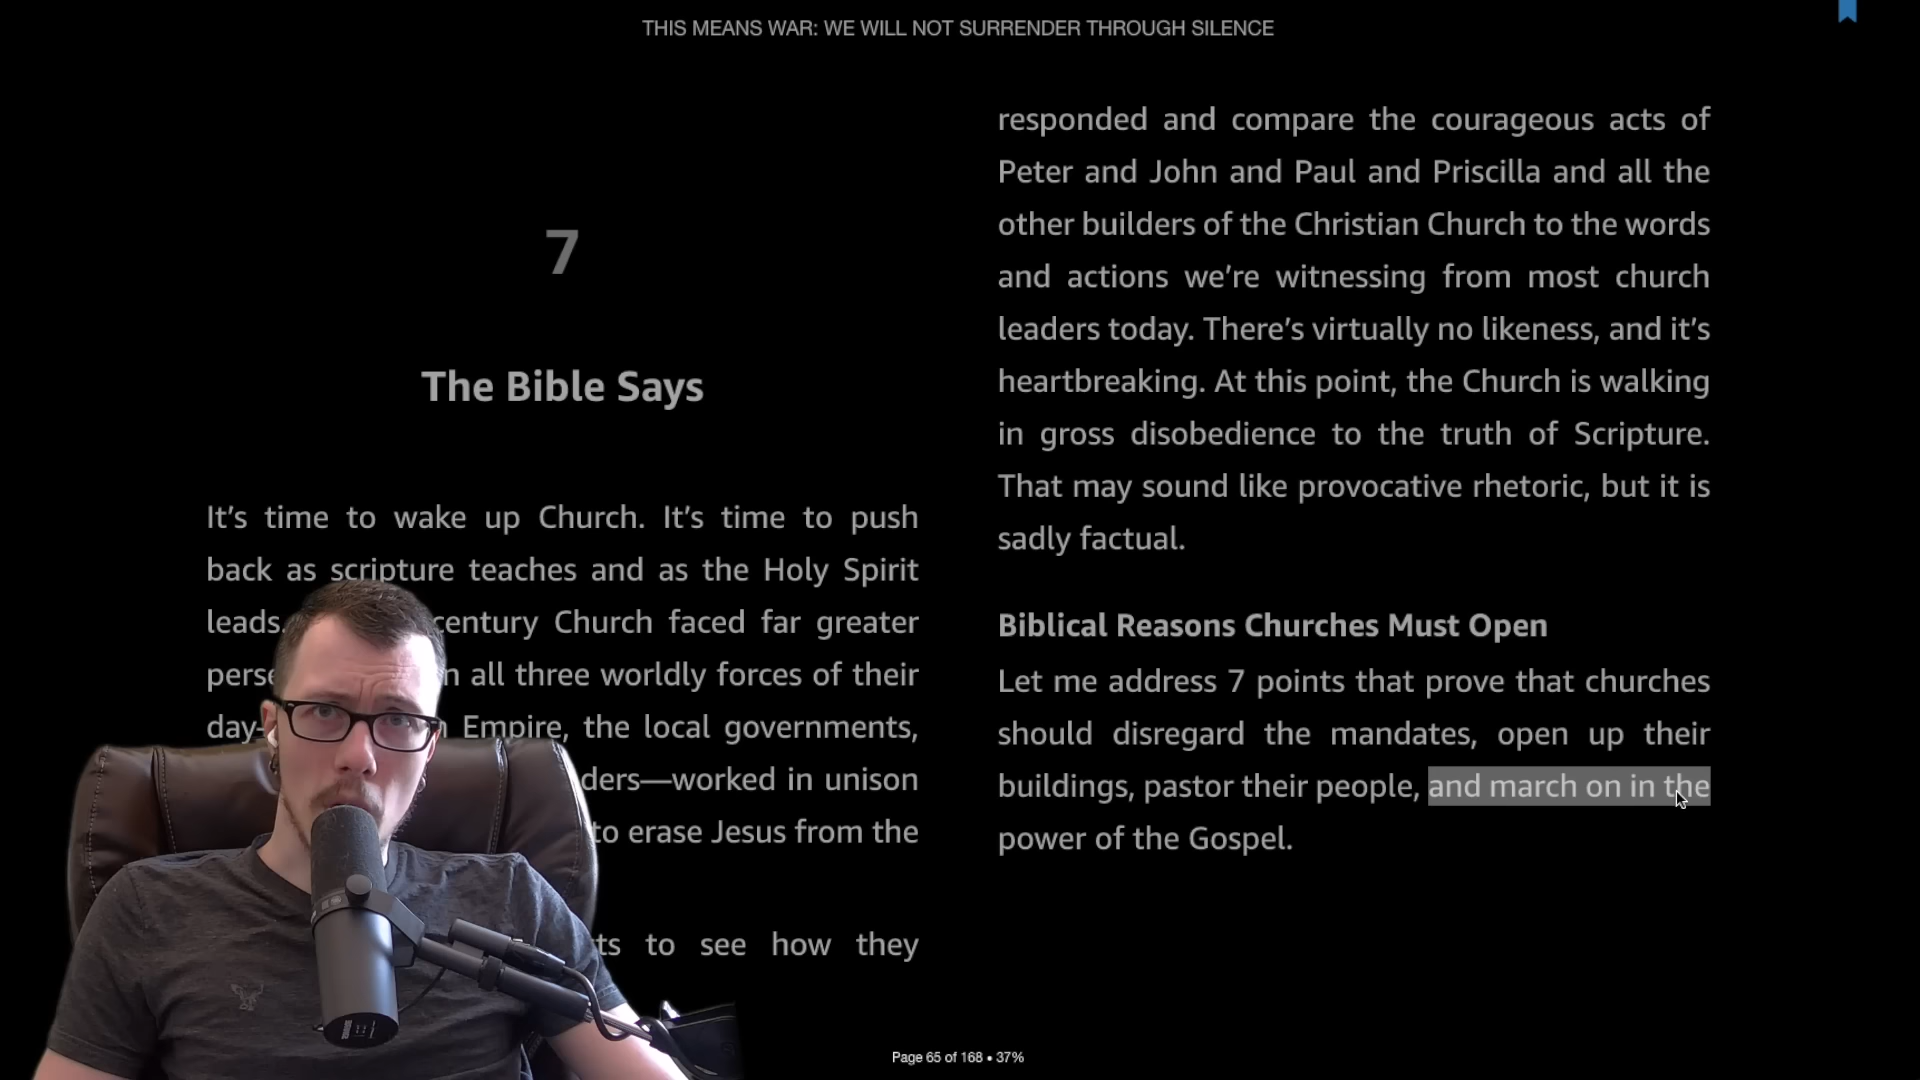 THIS MEANS WAR: WE WILL NOT SURRENDER THROUGH SILENCE
7
The Bible Says
It’s time to wake up Church. It’s time to push
back as scripture teaches and as the Holy Spirit
leads. century Church faced far greater
all three worldly forces of their
day— Empire, the local governments,
worked in unison
to erase Jesus from the
to see how they
responded and compare the courageous acts of
Peter and John and Paul and Priscilla and all the
other builders of the Christian Church to the words
and actions we’re witnessing from most church
leaders today. There’s virtually no likeness, and it’s
heartbreaking. At this point, the Church is walking
in gross disobedience to the truth of Scripture.
That may sound like provocative rhetoric, but it is
sadly factual.
Biblical Reasons Churches Must Open
Let me address 7 points that prove that churches
should disregard the mandates, open up their
buildings, pastor their people, and march on in the
power of the Gospel.
Page 65 of 168 • 37%